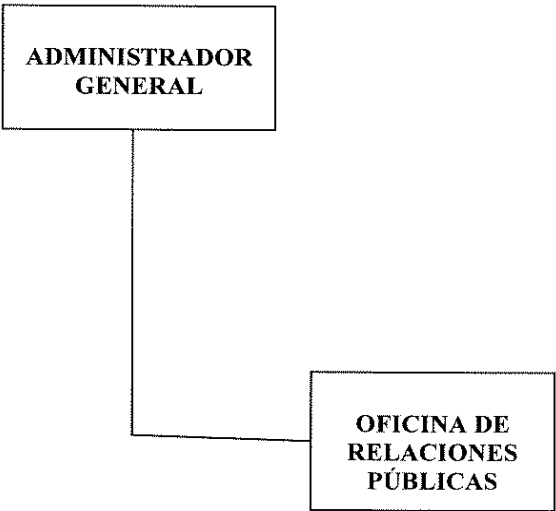 ADMINISTRADOR
GENERAL
OFICINA DE
RELACIONES
PÚBLICAS